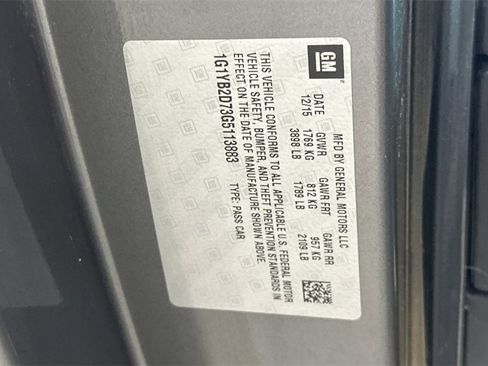 GM
MFD BY GENERAL MOTORS LLC
DATE GVWR GAWR FRT GAWR RR
12/15 1769 KG 812 KG 957 KG
3898 LB 1789 LB 2109 LB
THIS VEHICLE CONFORMS TO ALL APPLICABLE U.S. FEDERAL MOTOR
VEHICLE SAFETY, BUMPER, AND THEFT PREVENTION STANDARDS IN
EFFECT ON THE DATE OF MANUFACTURE SHOWN ABOVE.
1G1YB2D73G5113883 TYPE: PASS CAR